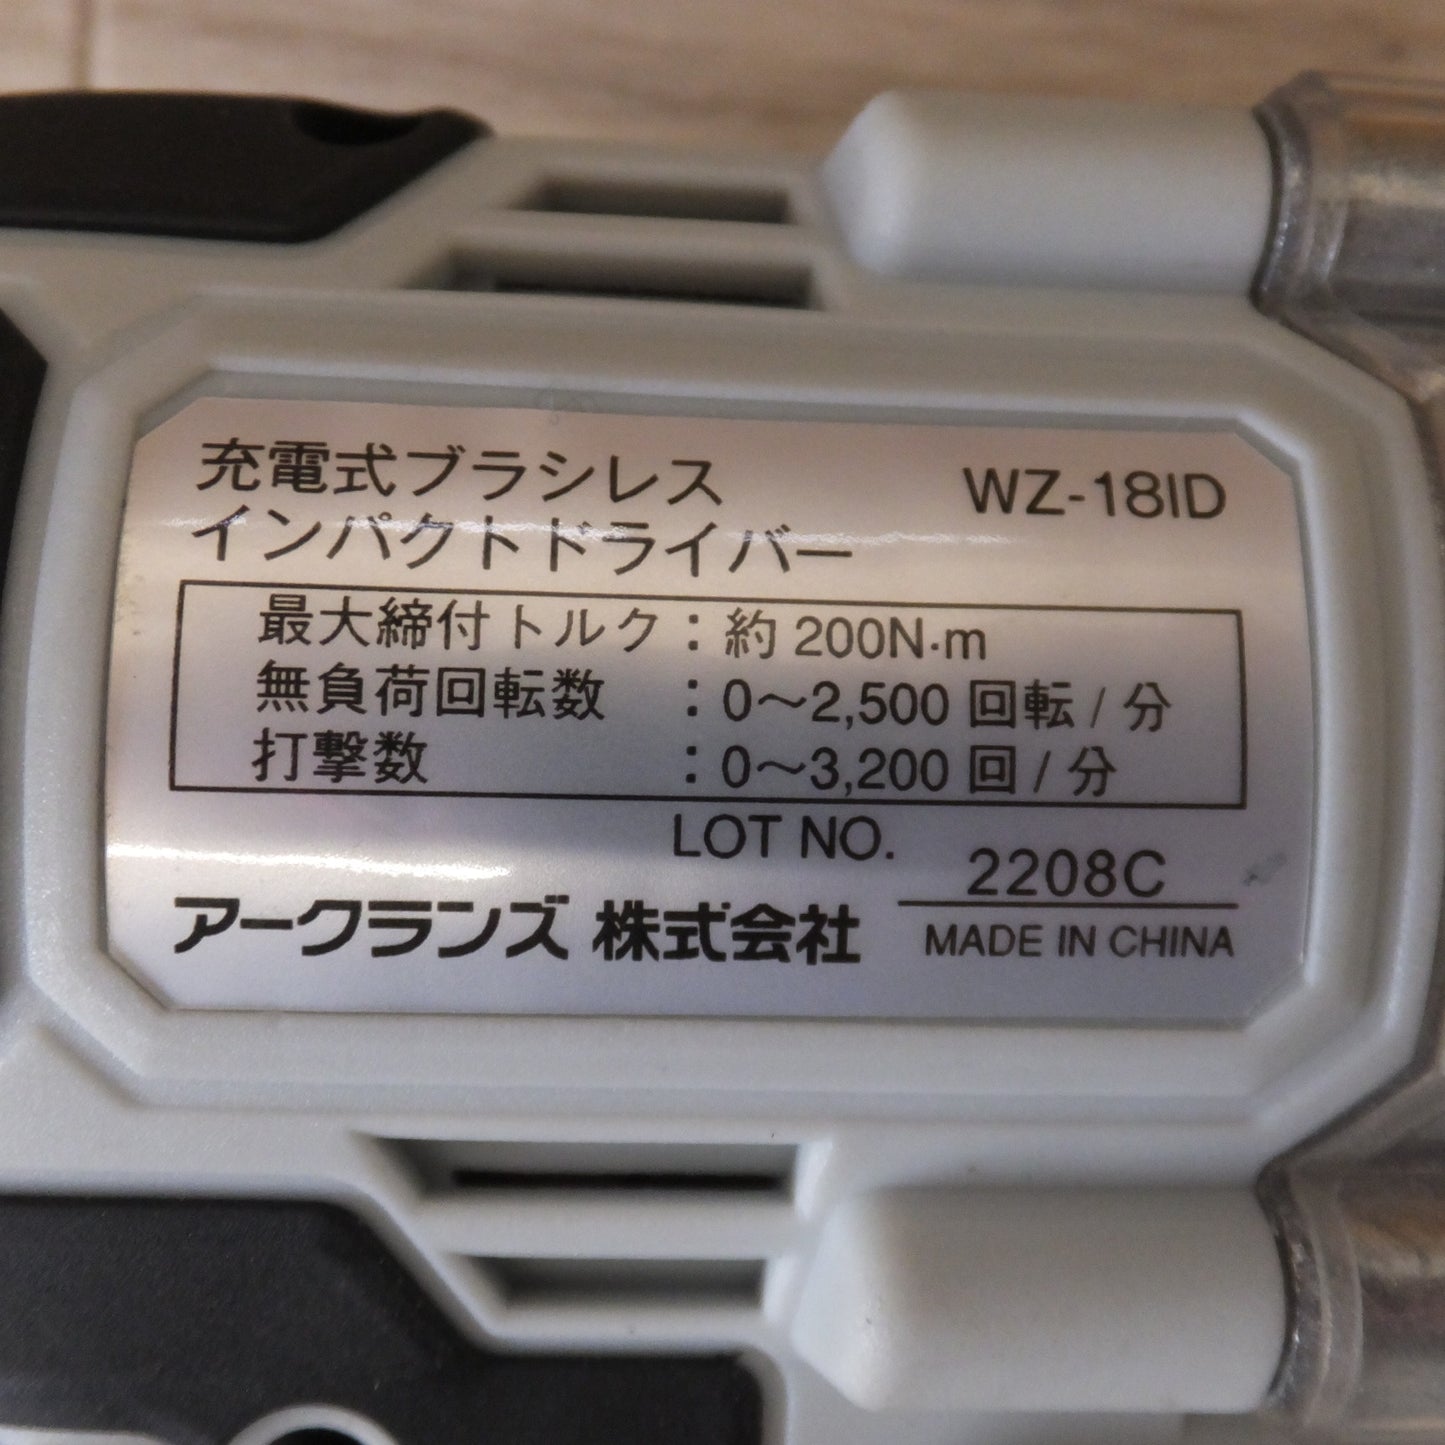 充電式ブラシレス WZ-18ID
インパクトドライバー
最大締付トルク：約 200N·m
無負荷回転数：0～2,500 回転 / 分
打撃数：0～3,200 回 / 分
LOT NO. 2208C
アークランズ 株式会社 MADE IN CHINA